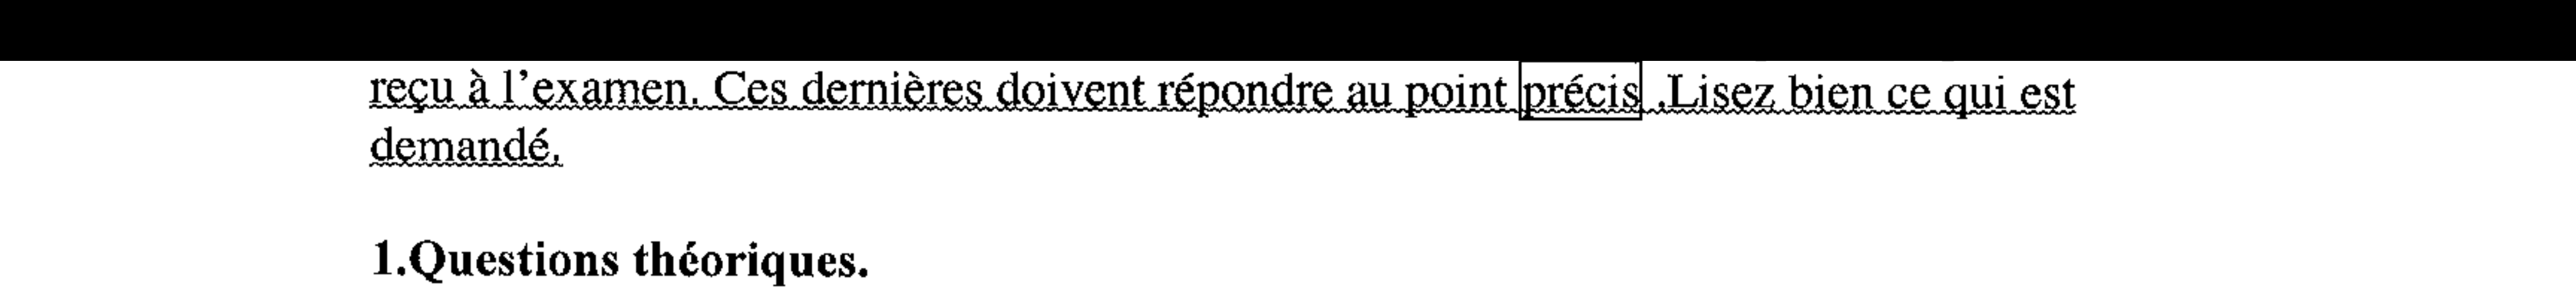 reçu à l’examen. Ces dernières doivent répondre au point précis .Lisez bien ce qui est
demandé.
1.Questions théoriques.